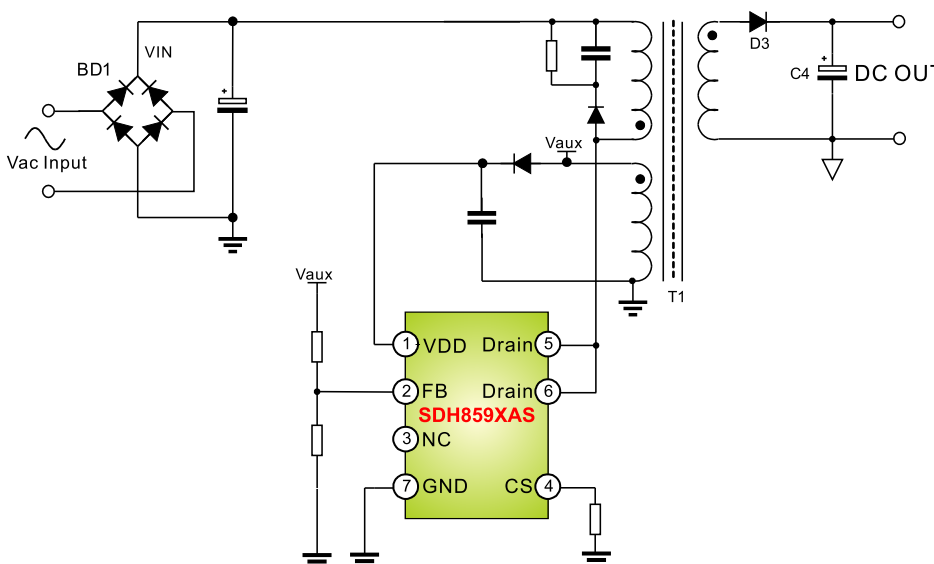 VIN
BD1
Vac Input
D3
C4
DC OUT
Vaux
T1
Vaux
1 VDD Drain 5
2 FB Drain 6
SDH859XAS
3 NC
7 GND CS 4